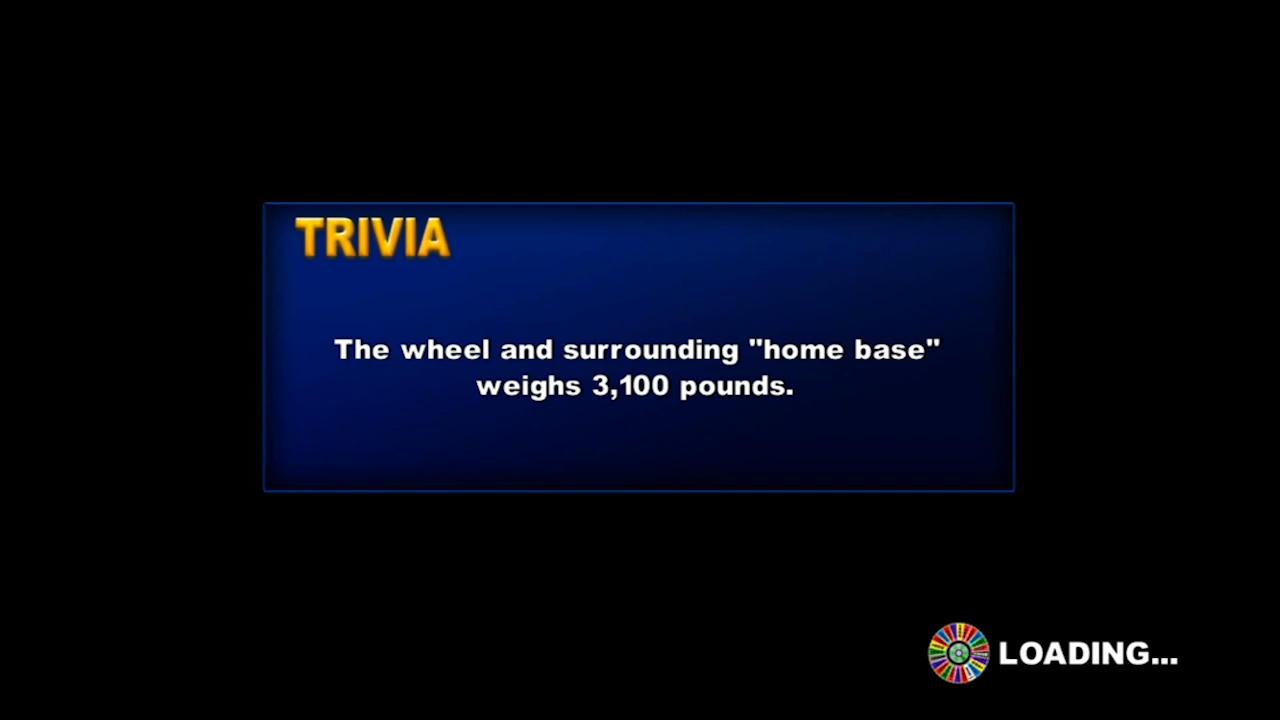 TRIVIA
The wheel and surrounding "home base"
weighs 3,100 pounds.
LOADING...